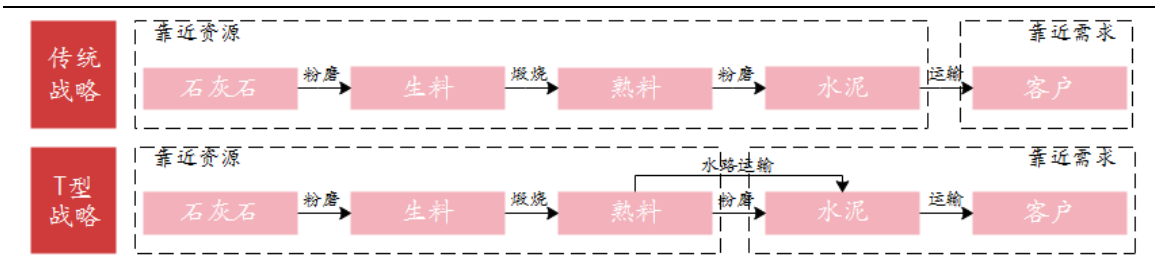 传统
战略
靠近资源
靠近需求
石灰石
粉磨
生料
煅烧
熟料
粉磨
水泥
运输
客户
T型
战略
靠近资源
靠近需求
水路运输
石灰石
粉磨
生料
煅烧
熟料
粉磨
水泥
运输
客户